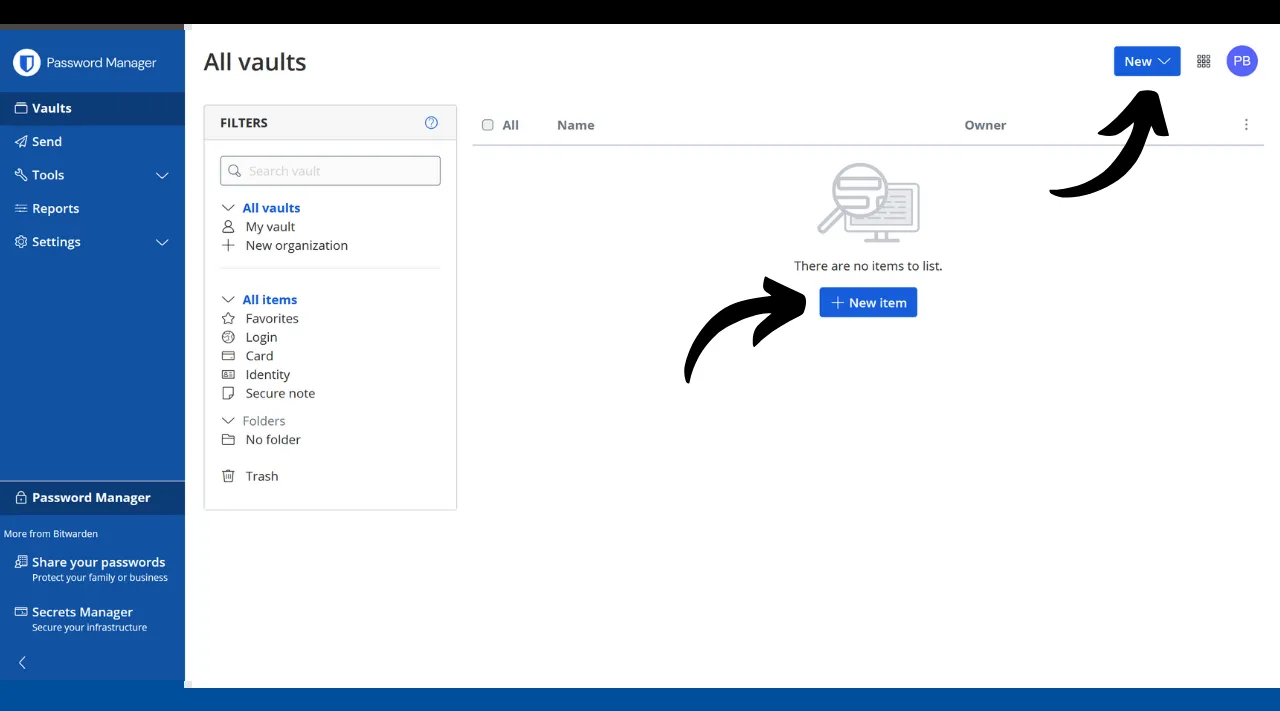 Password Manager
Vaults
Send
Tools
Reports
Settings
Password Manager
More from Bitwarden
Share your passwords
Protect your family or business
Secrets Manager
Secure your infrastructure
All vaults
New
PB
FILTERS
Search vault
All vaults
My vault
New organization
All items
Favorites
Login
Card
Identity
Secure note
Folders
No folder
Trash
All Name Owner
There are no items to list.
New item